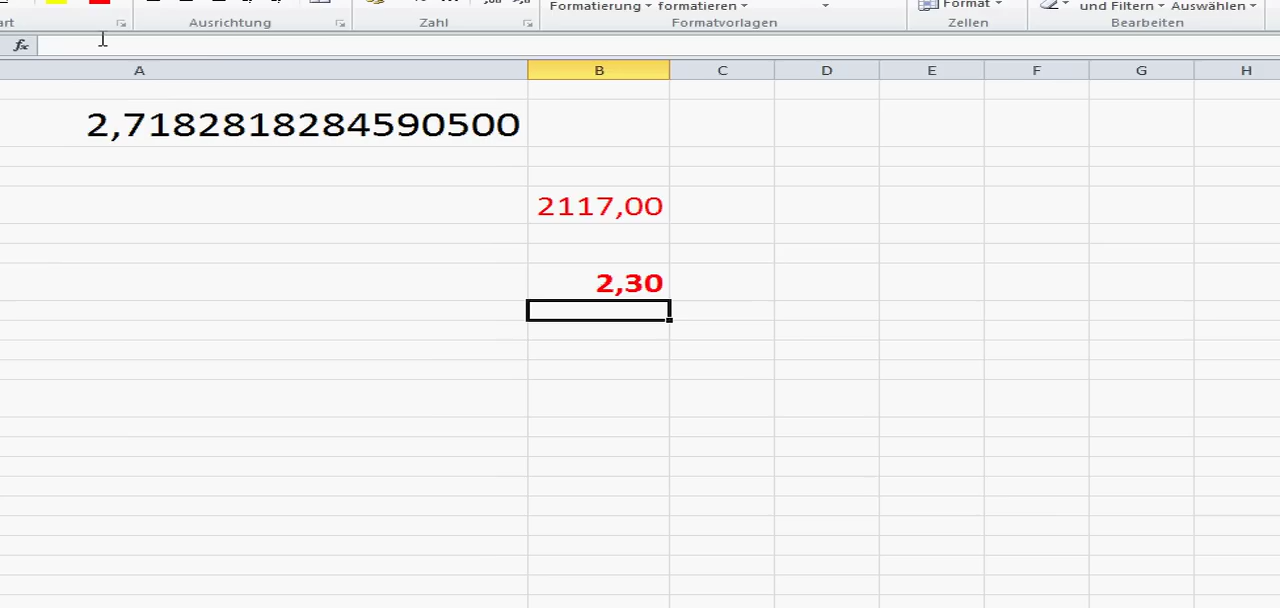 Formatierung formatieren Format und Filtern Auswählen
Ausrichtung Zahl Formatvorlagen Zellen Bearbeiten
fx
A B C D E F G H
2,7182818284590500
2117,00
2,30